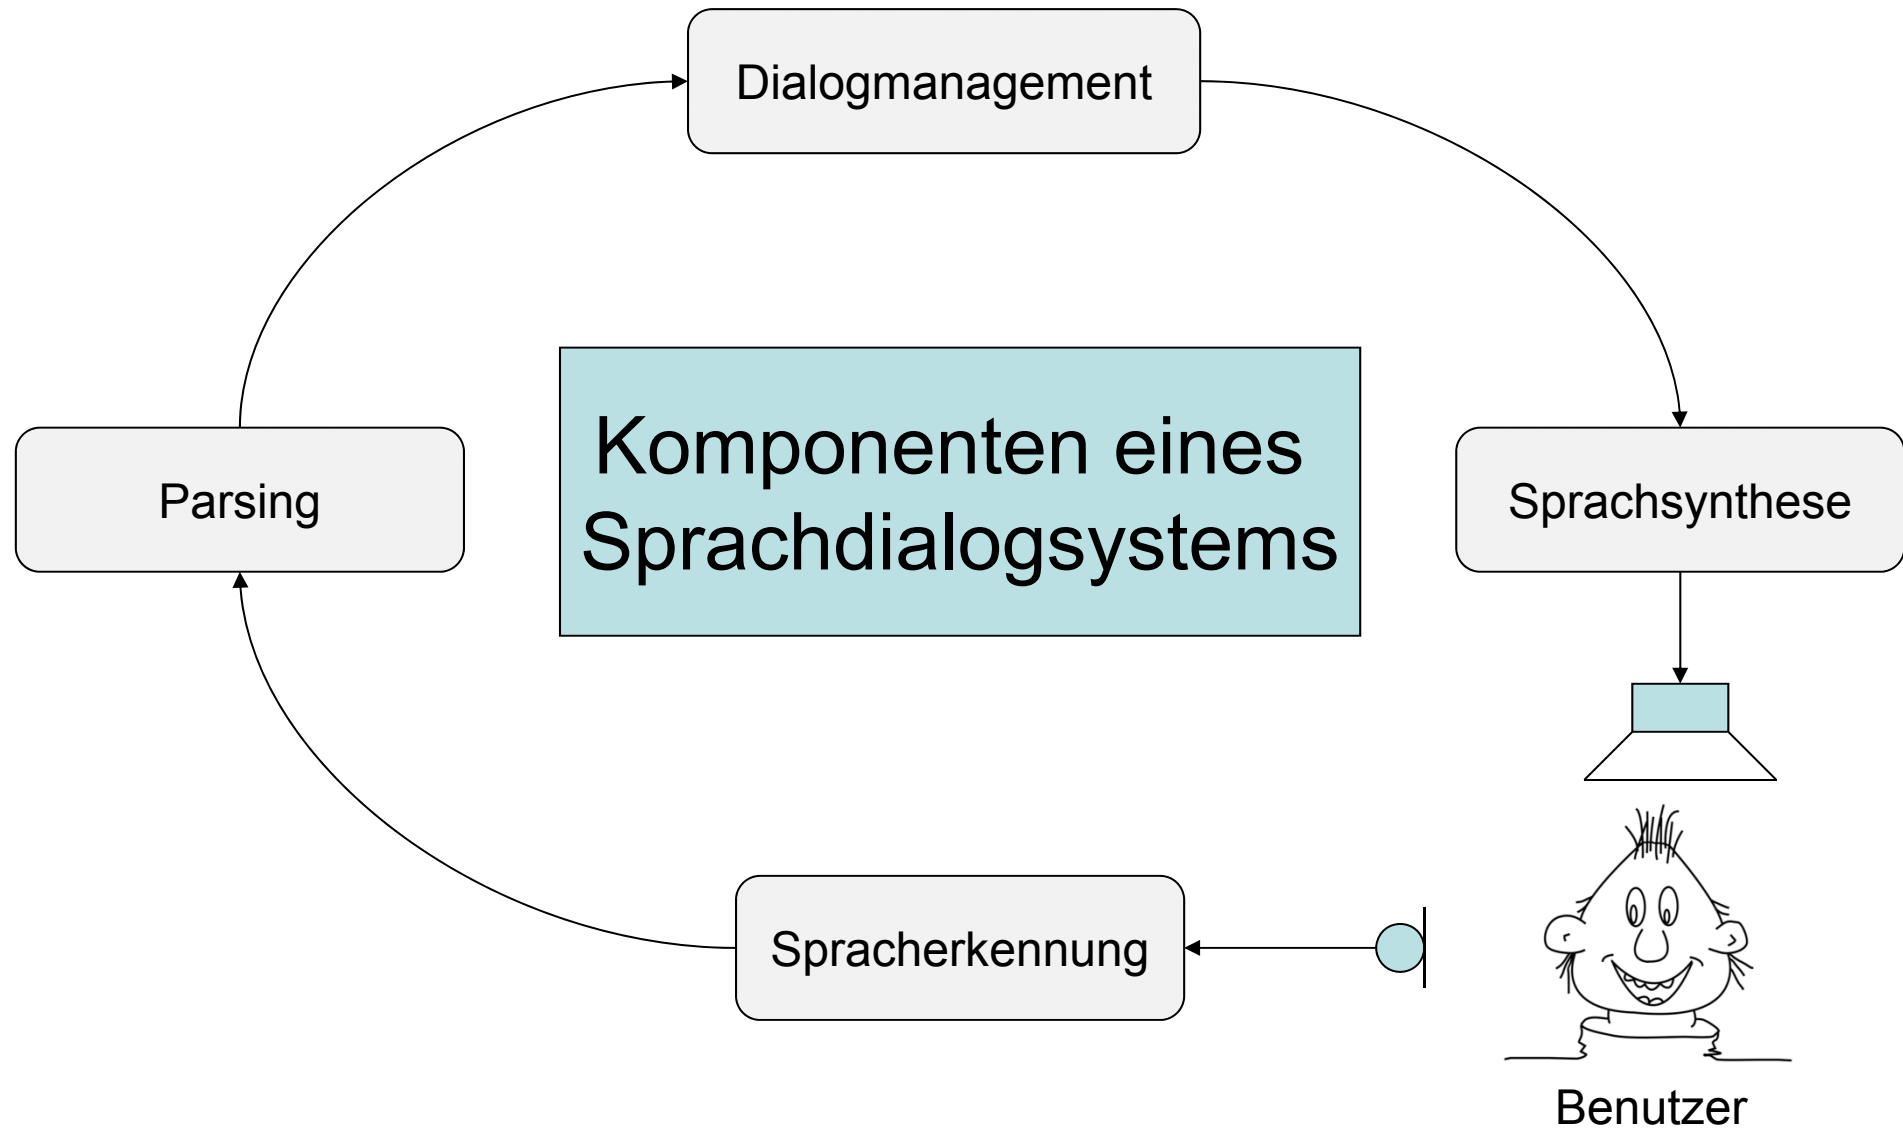 Dialogmanagement
Komponenten eines
Sprachdialogsystems
Parsing
Sprachsynthese
Spracherkennung
Benutzer